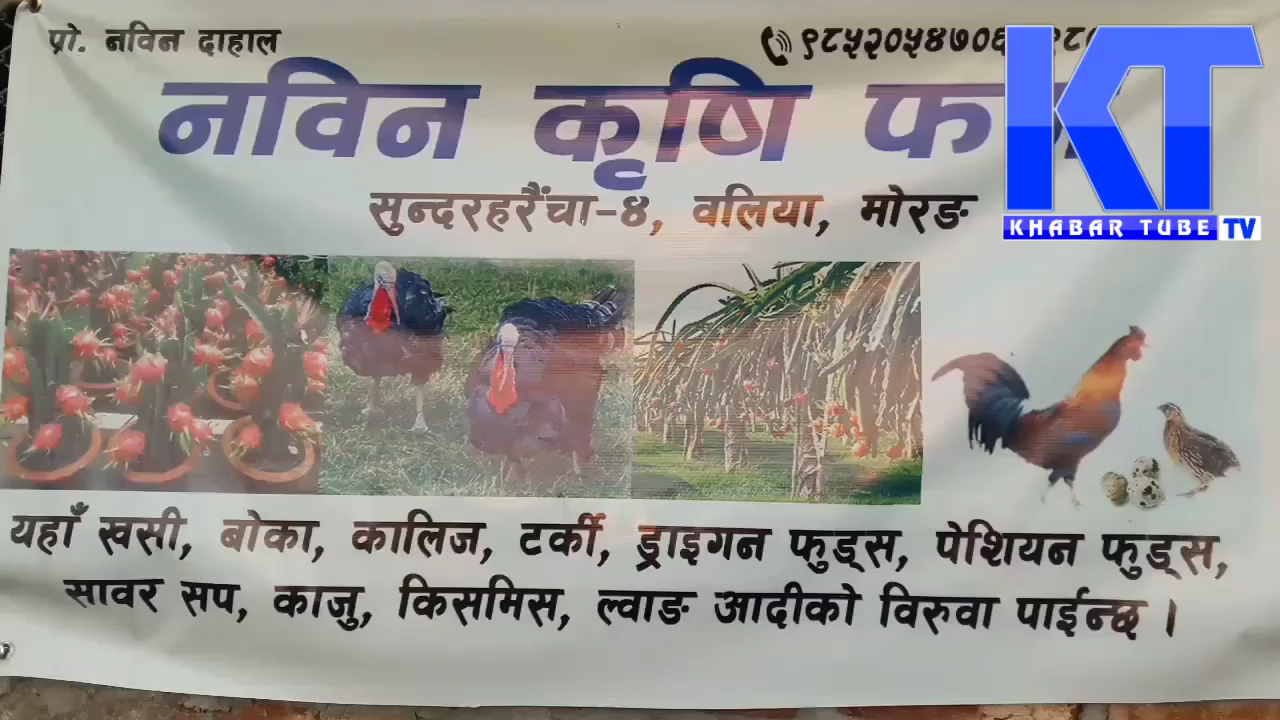 प्रो. नविन दाहाल
९८५२०५४७०६
नविन कृषि
सुन्दरहरैंचा-४, वलिया, मोरङ
KT
KHABAR TUBE TV
यहाँ खसी, बोका, कालिज, टर्की, ड्राइगन फुड्स, पेशियन फुड्स,
सावर सप, काजु, किसमिस, ल्वाङ आदीको विरुवा पाईन्छ ।